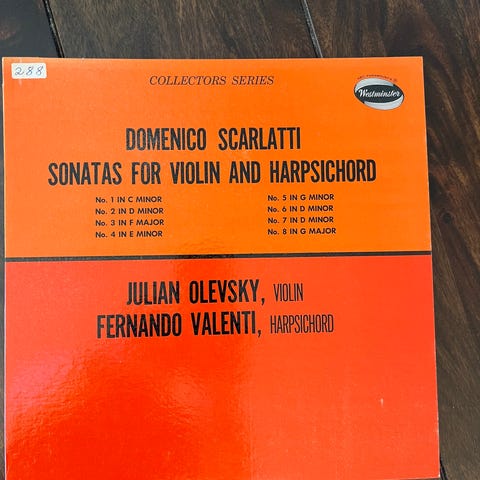 288
COLLECTORS SERIES
Westminster
DOMENICO SCARLATTI
SONATAS FOR VIOLIN AND HARPSICHORD
No. 1 IN C MINOR
No. 2 IN D MINOR
No. 3 IN F MAJOR
No. 4 IN E MINOR
No. 5 IN G MINOR
No. 6 IN D MINOR
No. 7 IN D MINOR
No. 8 IN G MAJOR
JULIAN OLEVSKY, VIOLIN
FERNANDO VALENTI, HARPSICHORD